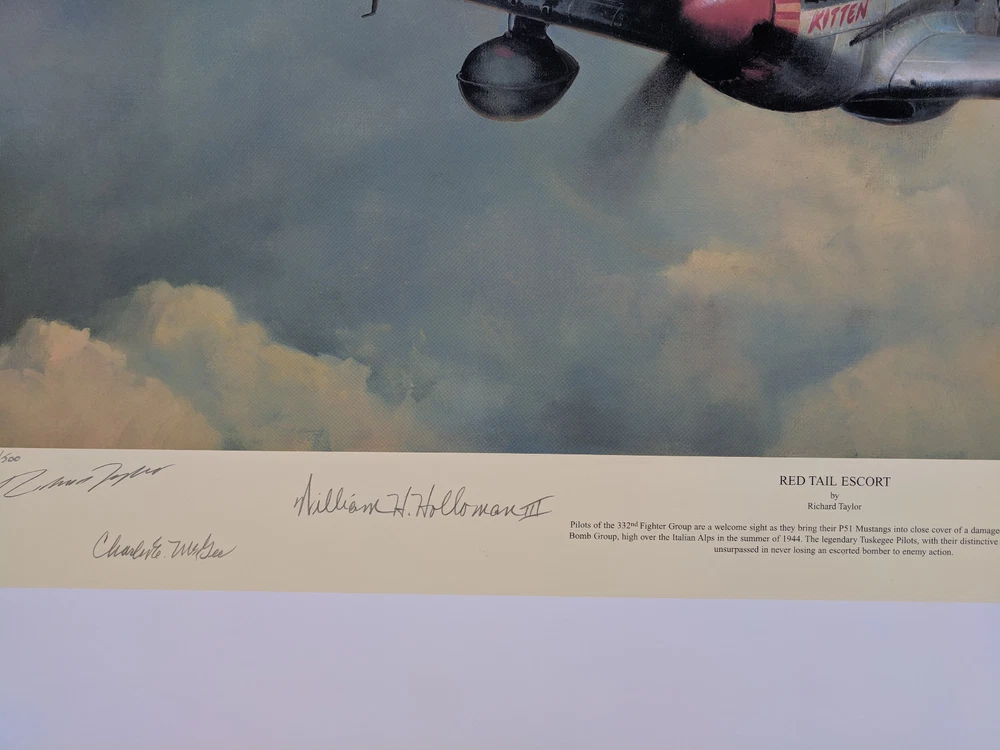 KITTEN
/500
Richard Taylor
William H. Holloman III
Charles E. McGee
RED TAIL ESCORT
by
Richard Taylor
Pilots of the 332nd Fighter Group are a welcome sight as they bring their P51 Mustangs into close cover of a damage
Bomb Group, high over the Italian Alps in the summer of 1944. The legendary Tuskegee Pilots, with their distinctive
unsurpassed in never losing an escorted bomber to enemy action.